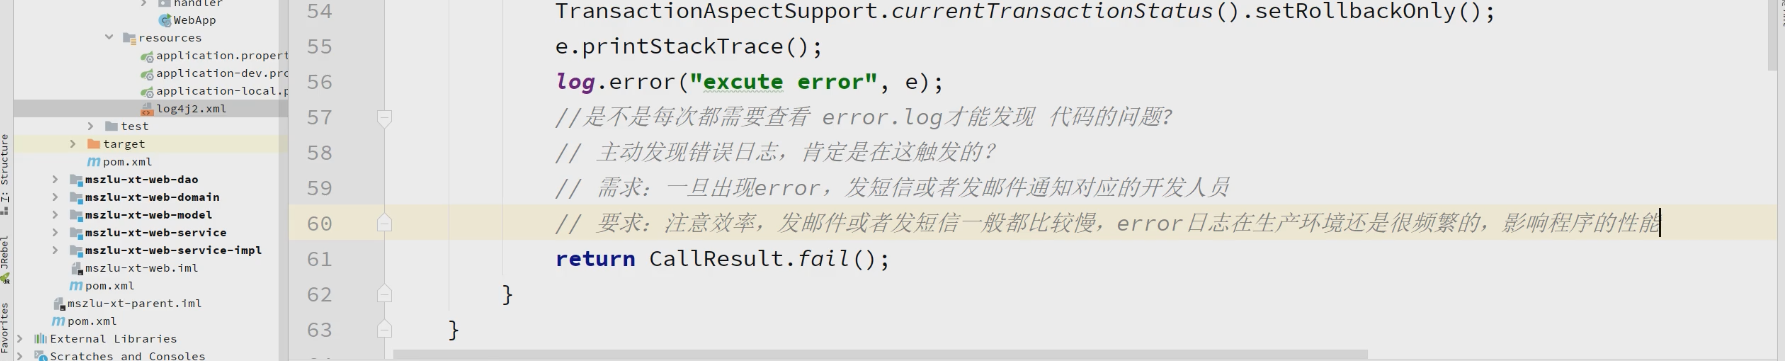 handler
WebApp
resources
application.propert
application-dev.prc
application-local.p
log4j2.xml
test
target
pom.xml
mszlu-xt-web-dao
mszlu-xt-web-domain
mszlu-xt-web-model
mszlu-xt-web-service
mszlu-xt-web-service-impl
mszlu-xt-web.iml
pom.xml
mszlu-xt-parent.iml
pom.xml
External Libraries
Scratches and Consoles
Z: Structure
JRebel
Favorites
54 TransactionAspectSupport.currentTransactionStatus().setRollbackOnly();
55 e.printStackTrace();
56 log.error("excute error", e);
57 //是不是每次都需要查看 error.log才能发现 代码的问题?
58 // 主动发现错误日志，肯定是在这触发的？
59 // 需求：一旦出现error，发短信或者发邮件通知对应的开发人员
60 // 要求：注意效率，发邮件或者发短信一般都比较慢，error日志在生产环境还是很频繁的，影响程序的性能
61 return CallResult.fail();
62 }
63 }